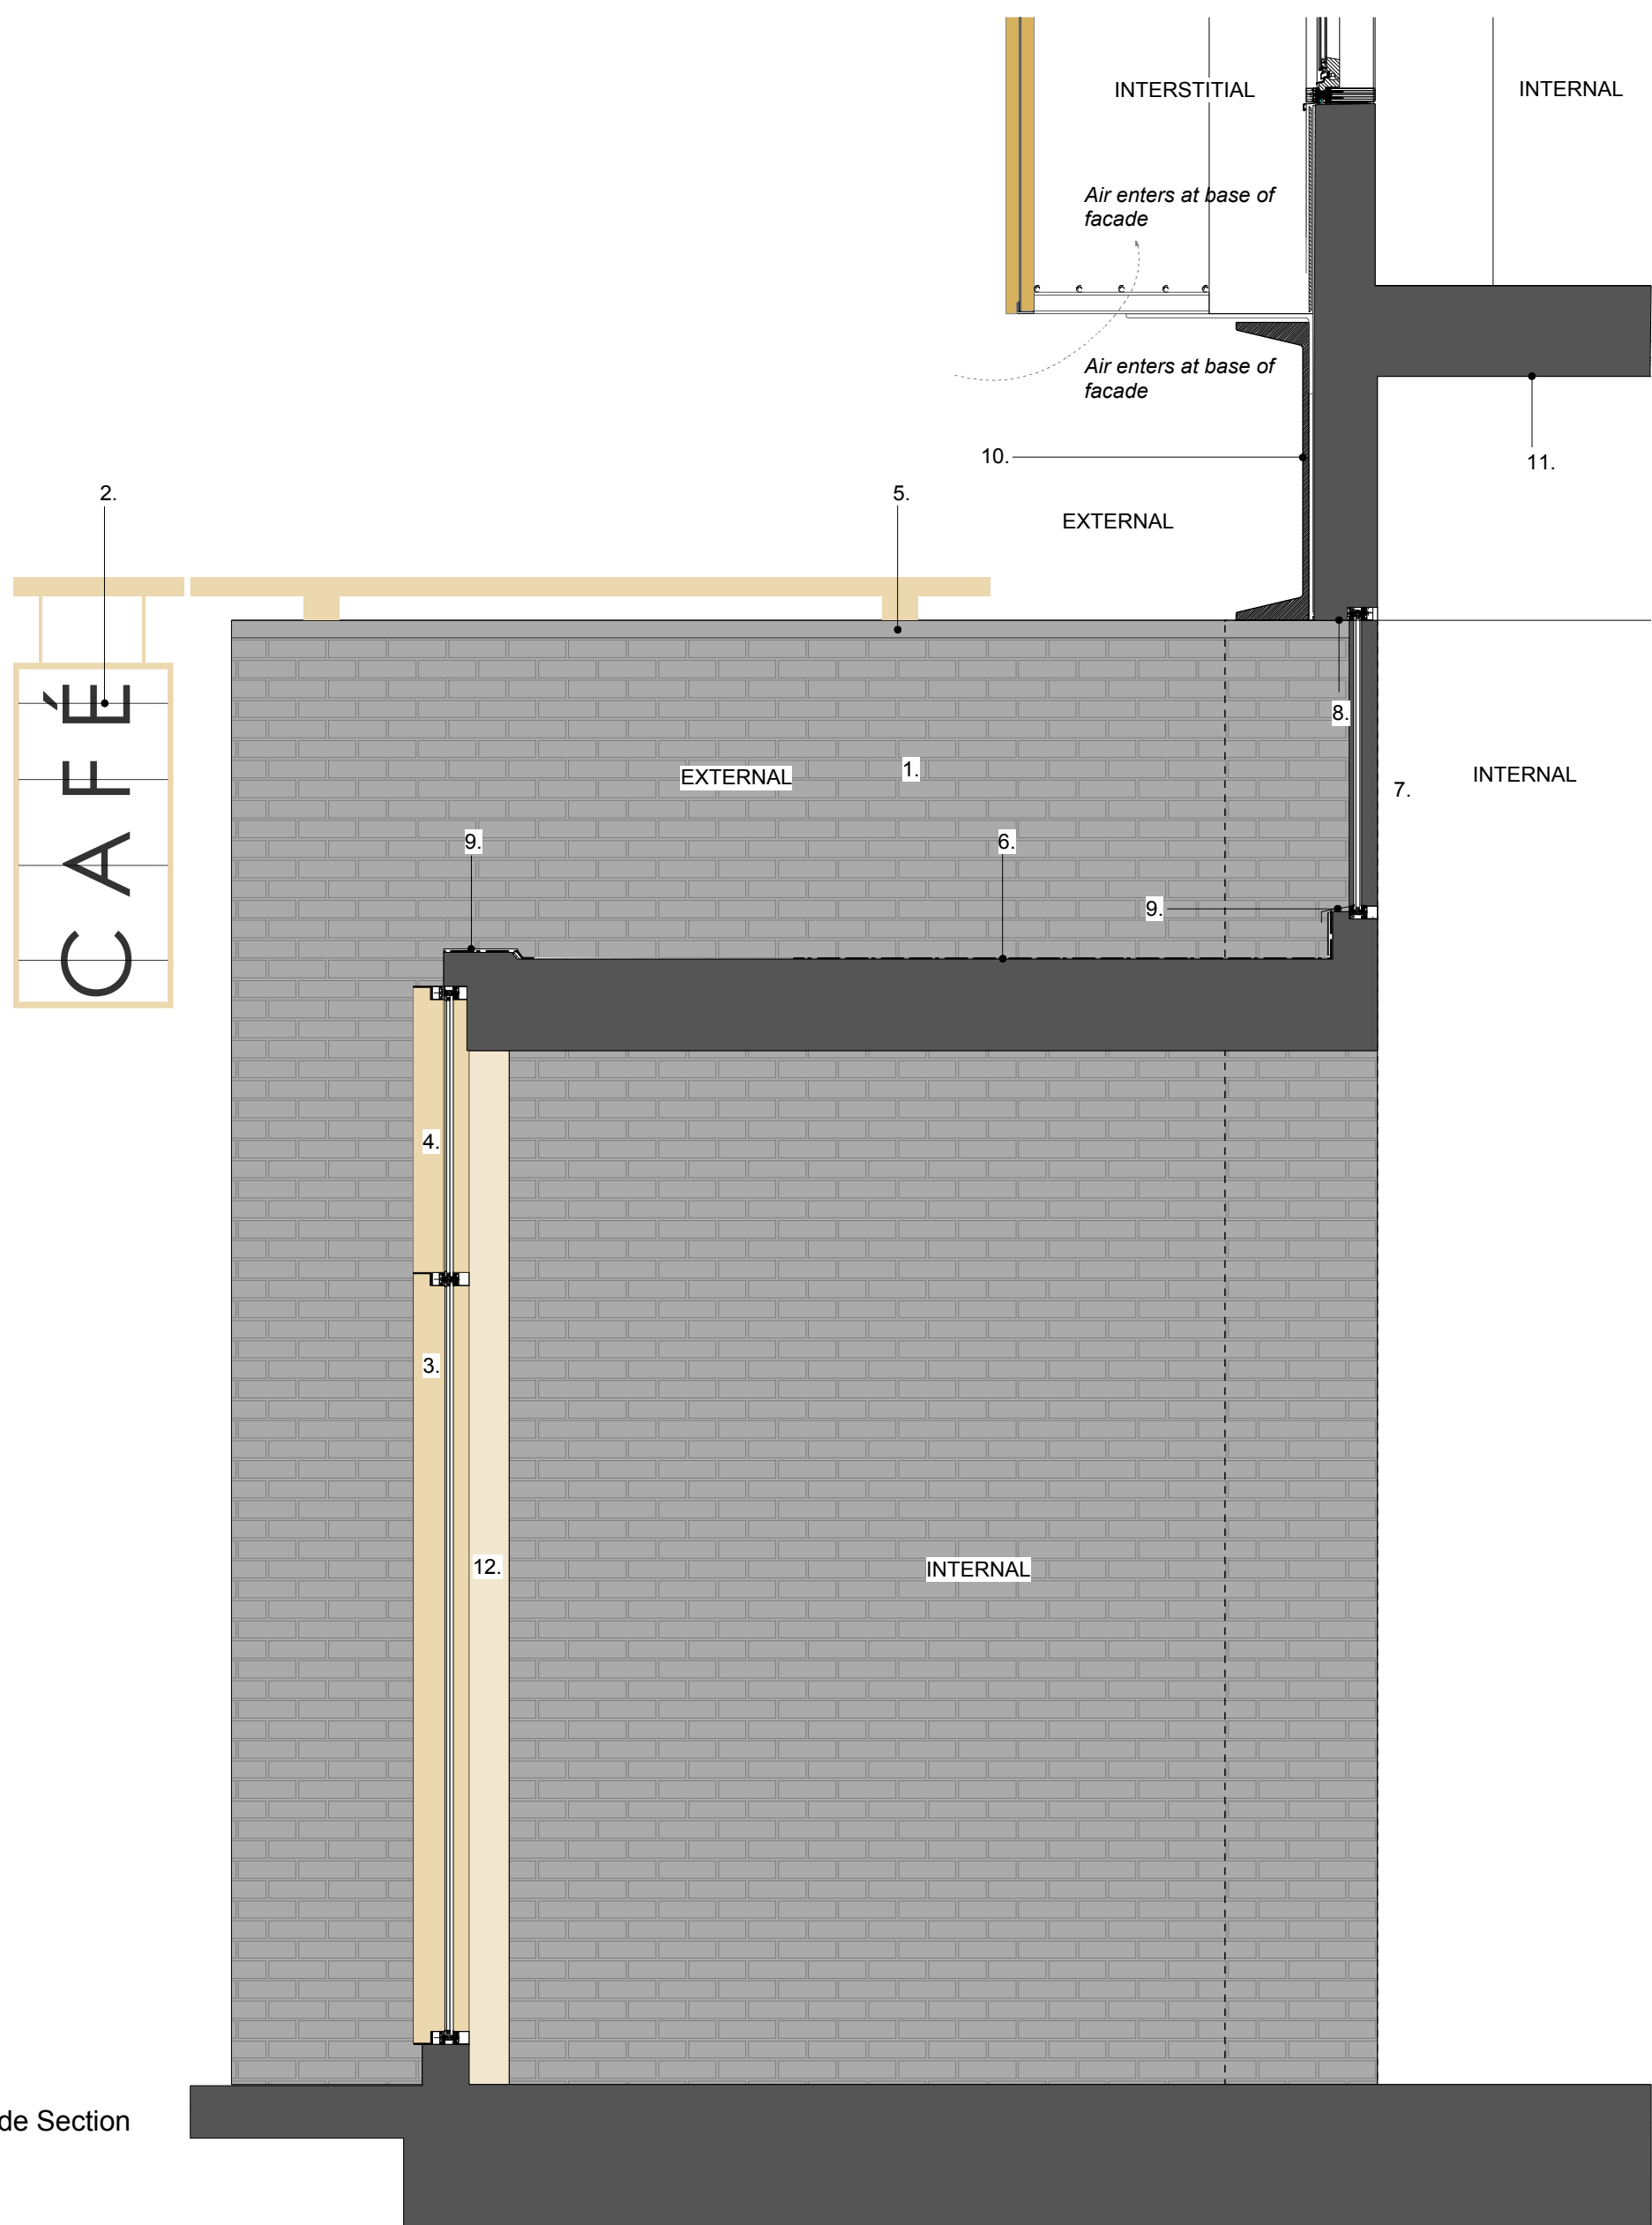 INTERSTITIAL
INTERNAL
Air enters at base of
facade
Air enters at base of
facade
10.
11.
2.
5.
EXTERNAL
CAFÉ
8.
EXTERNAL
1.
INTERNAL
7.
9.
6.
9.
4.
3.
12.
INTERNAL
de Section